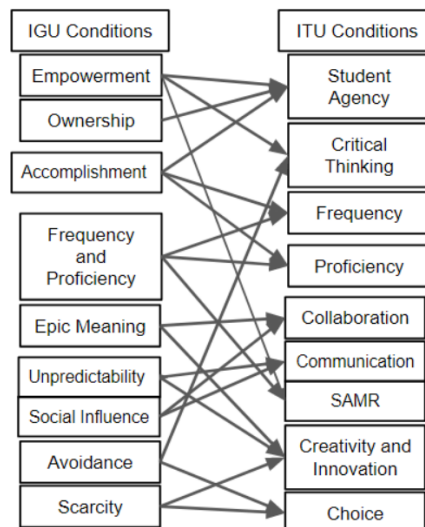 IGU Conditions
Empowerment
Ownership
Accomplishment
Frequency
and
Proficiency
Epic Meaning
Unpredictability
Social Influence
Avoidance
Scarcity
ITU Conditions
Student
Agency
Critical
Thinking
Frequency
Proficiency
Collaboration
Communication
SAMR
Creativity and
Innovation
Choice